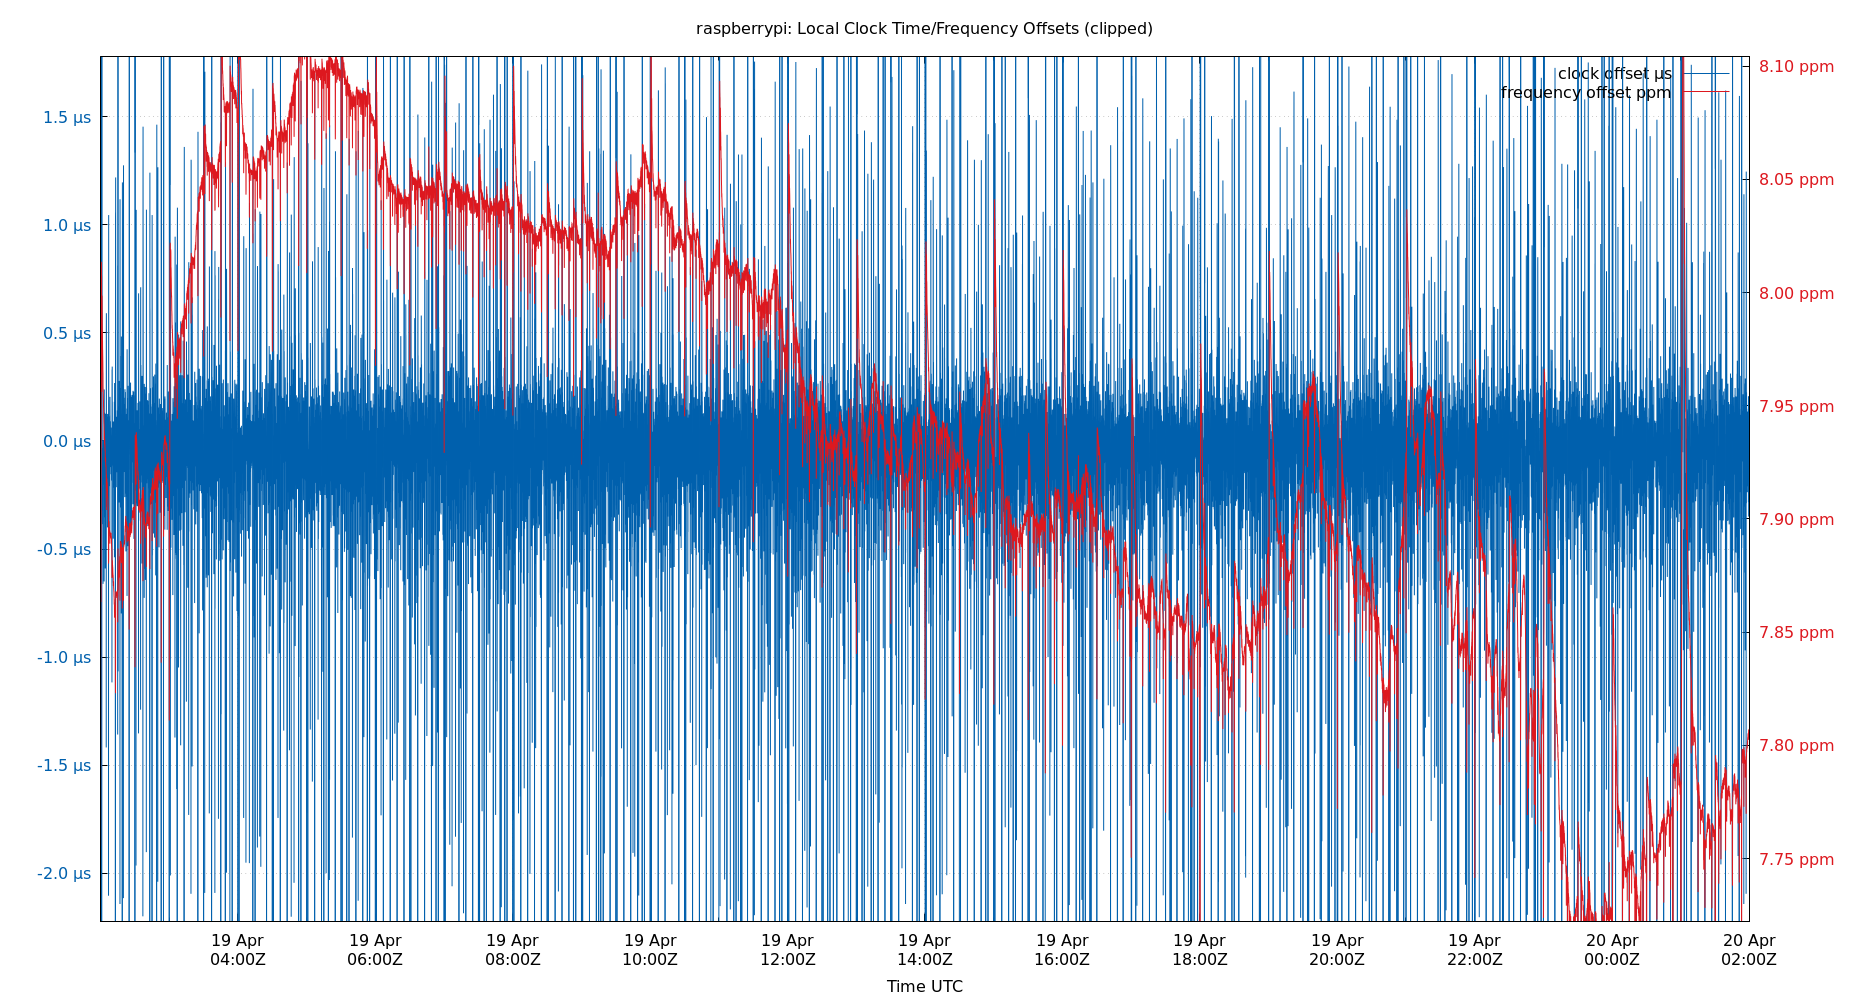 raspberrypi: Local Clock Time/Frequency Offsets (clipped)
clock offset µs
frequency offset ppm
1.5 µs
1.0 µs
0.5 µs
0.0 µs
-0.5 µs
-1.0 µs
-1.5 µs
-2.0 µs
8.10 ppm
8.05 ppm
8.00 ppm
7.95 ppm
7.90 ppm
7.85 ppm
7.80 ppm
7.75 ppm
19 Apr
04:00Z
19 Apr
06:00Z
19 Apr
08:00Z
19 Apr
10:00Z
19 Apr
12:00Z
19 Apr
14:00Z
19 Apr
16:00Z
19 Apr
18:00Z
19 Apr
20:00Z
19 Apr
22:00Z
20 Apr
00:00Z
20 Apr
02:00Z
Time UTC